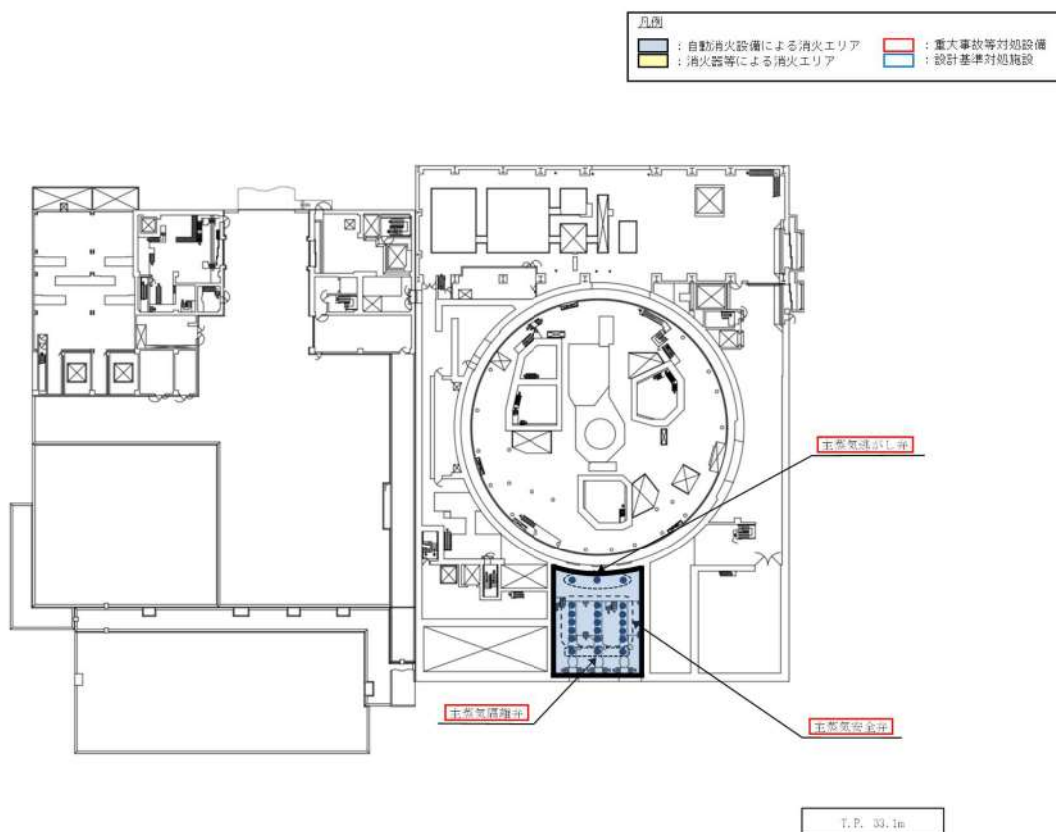 凡例
：自動消火設備による消火エリア
：重大事故等対処設備
：消火器等による消火エリア
：設計基準対処施設
主蒸気逃がし弁
主蒸気隔離弁
主蒸気安全弁
T.P. 33.1m